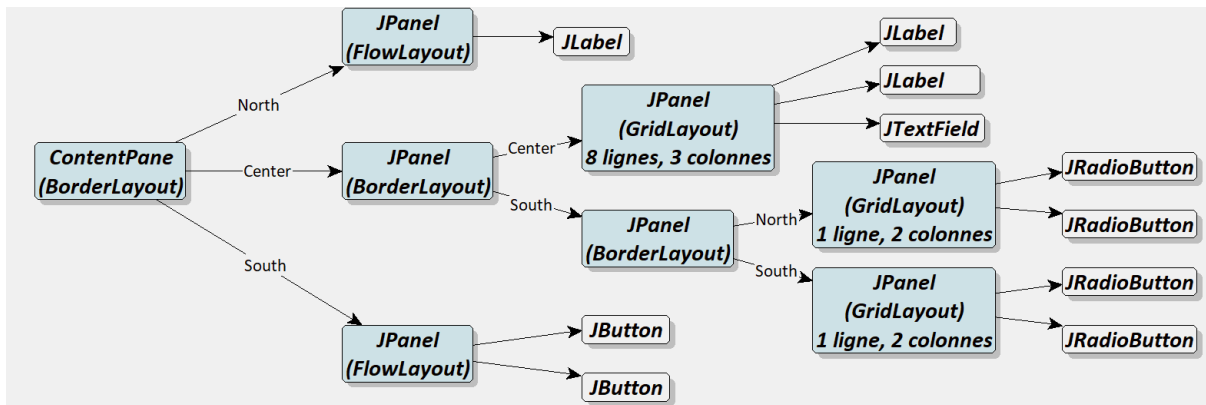 JPanel
(FlowLayout)
JLabel
JLabel
JLabel
JTextField
North
JPanel
(GridLayout)
8 lignes, 3 colonnes
ContentPane
(BorderLayout)
Center
JPanel
(BorderLayout)
Center
South
JPanel
(BorderLayout)
North
JPanel
(GridLayout)
1 ligne, 2 colonnes
JRadioButton
JRadioButton
South
JPanel
(GridLayout)
1 ligne, 2 colonnes
JRadioButton
JRadioButton
South
JPanel
(FlowLayout)
JButton
JButton